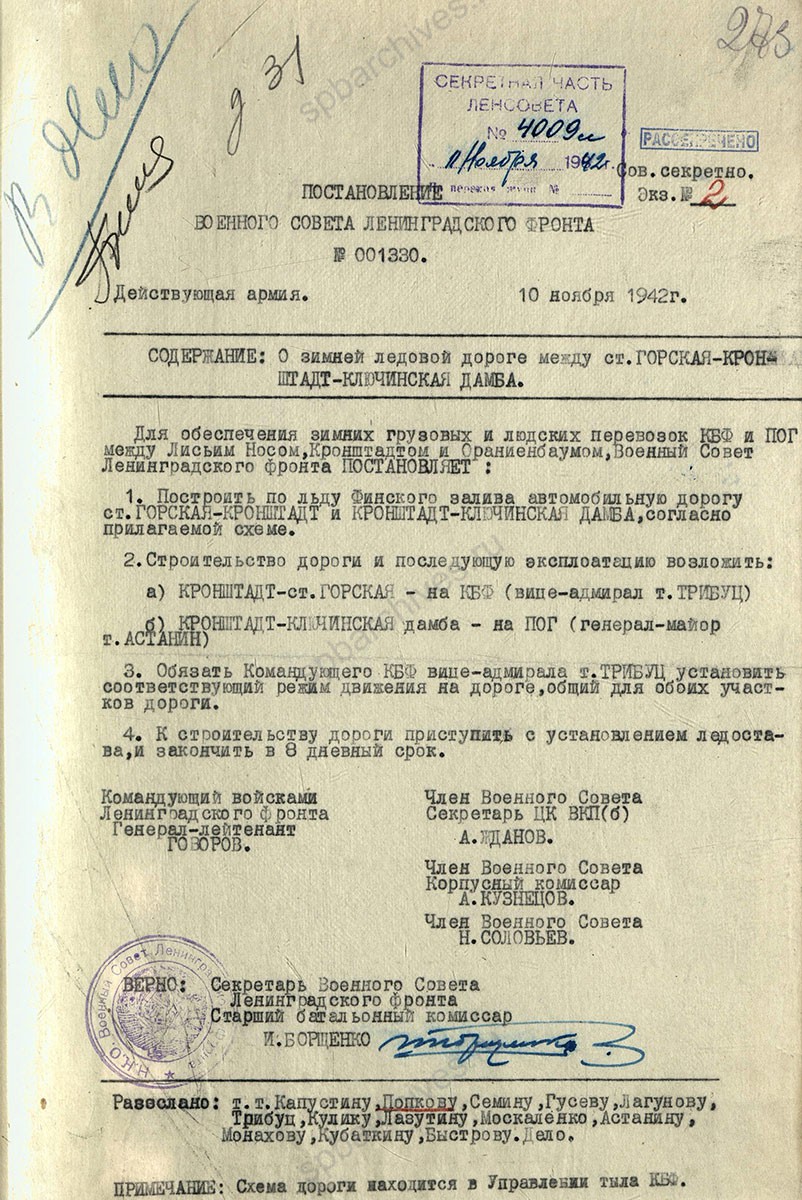 273
д 31
СЕКРЕТНАЯ ЧАСТЬ
ЛЕНСОВЕТА
№ 4009
11 Ноября 1942г.
РАССЕКРЕЧЕНО
Сов.секретно.
Экз.№ 2
ПОСТАНОВЛЕНИЕ
ВОЕННОГО СОВЕТА ЛЕНИНГРАДСКОГО ФРОНТА
№ 001330.
Действующая армия. 10 ноября 1942г.
СОДЕРЖАНИЕ: О зимней ледовой дороге между ст.ГОРСКАЯ-КРОН-
ШТАДТ-КЛЮЧИНСКАЯ ДАМБА.
Для обеспечения зимних грузовых и людских перевозок КБФ и ПОГ
между Лисьим Носом,Кронштадтом и Ораниенбаумом,Военный Совет
Ленинградского фронта ПОСТАНОВЛЯЕТ :
1. Построить по льду Финского залива автомобильную дорогу
ст.ГОРСКАЯ-КРОНШТАДТ и КРОНШТАДТ-КЛЮЧИНСКАЯ ДАМБА,согласно
прилагаемой схеме.
2.Строительство дороги и последующую эксплоатацию возложить:
а) КРОНШТАДТ-ст.ГОРСКАЯ - на КБФ (вице-адмирал т.ТРИБУЦ)
б) КРОНШТАДТ-КЛЮЧИНСКАЯ дамба - на ПОГ (генерал-майор
т.АСТАНИН)
3. Обязать Командующего КБФ вице-адмирала т.ТРИБУЦ установить
соответствующий режим движения на дороге,общий для обоих участ-
ков дороги.
4. К строительству дороги приступить с установлением ледоста-
ва,и закончить в 8 дневный срок.
Командующий войсками
Ленинградского фронта
Генерал-лейтенант
ГОВОРОВ.
Член Военного Совета
Секретарь ЦК ВКП(б)
А.ЖДАНОВ.
Член Военного Совета
Корпусный комиссар
А.КУЗНЕЦОВ.
Член Военного Совета
Н.СОЛОВЬЕВ.
Н.К.О. Военный Совет Ленингра
ВЕРНО: Секретарь Военного Совета
Ленинградского фронта
Старший батальонный комиссар
И.БОРЩЕНКО
Разослано: т.т.Капустину,Попкову,Семину,Гусеву,Лагунову,
Трибуц,Кулику,Лазутину,Москаленко,Астанину,
Монахову,Кубаткину,Быстрову.Дело.
ПРИМЕЧАНИЕ: Схема дороги находится в Управлении тыла КБФ.
spbarchives.ru